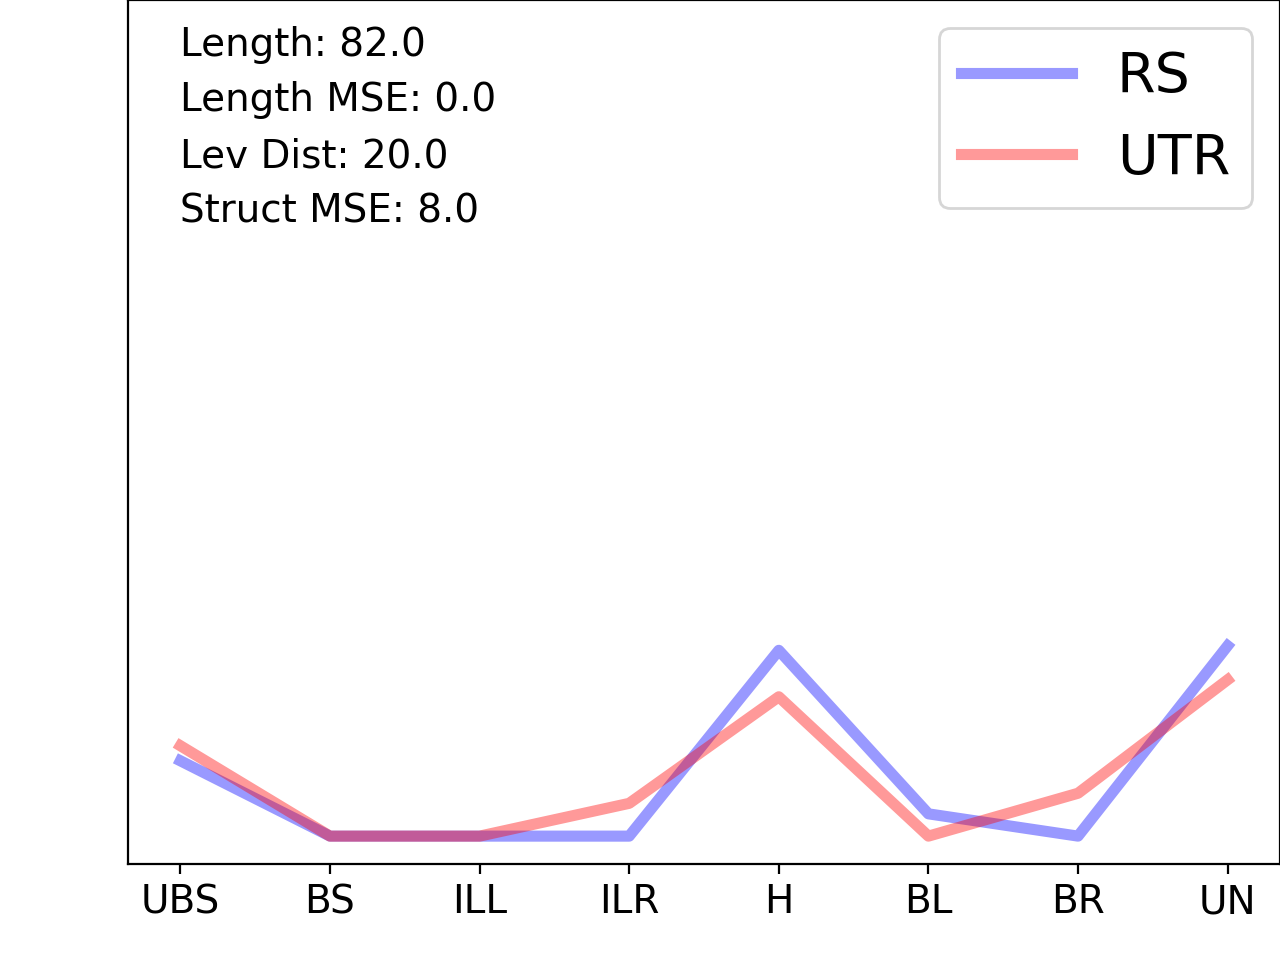 Length: 82.0
Length MSE: 0.0
Lev Dist: 20.0
Struct MSE: 8.0
RS
UTR
UBS BS ILL ILR H BL BR UN